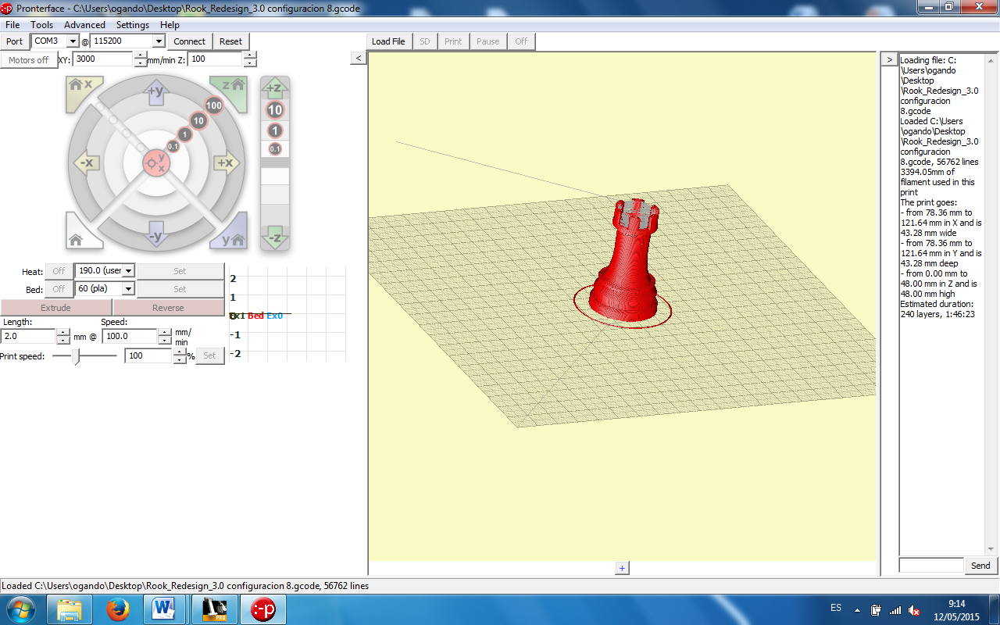 Pronterface - C:\Users\ogando\Desktop\Rook_Redesign_3.0 configuracion 8.gcode
File Tools Advanced Settings Help
Port COM3 @ 115200 Connect Reset
Load File SD Print Pause Off
Motors off XY: 3000 mm/min Z: 100
<
>
x
+y
z
100
10
1
0.1
-x
y
x
+x
-y
y
+z
10
1
0.1
-z
Heat: Off 190.0 (user Set
Bed: Off 60 (pla) Set
Extrude Reverse
Length: Speed:
2.0 mm @ 100.0 mm/
min
Print speed: 100 % Set
2
1
0
Ex1 Bed Ex0
-1
-2
+
Loading file: C:
\Users\ogando
\Desktop
\Rook_Redesign_3.0
configuracion
8.gcode
Loaded C:\Users
\ogando\Desktop
\Rook_Redesign_3.0
configuracion
8.gcode, 56762 lines
3394.05mm of
filament used in this
print
The print goes:
- from 78.36 mm to
121.64 mm in X and is
43.28 mm wide
- from 78.36 mm to
121.64 mm in Y and is
43.28 mm deep
- from 0.00 mm to
48.00 mm in Z and is
48.00 mm high
Estimated duration:
240 layers, 1:46:23
Send
Loaded C:\Users\ogando\Desktop\Rook_Redesign_3.0 configuracion 8.gcode, 56762 lines
W
PRO
:-p
ES
9:14
12/05/2015